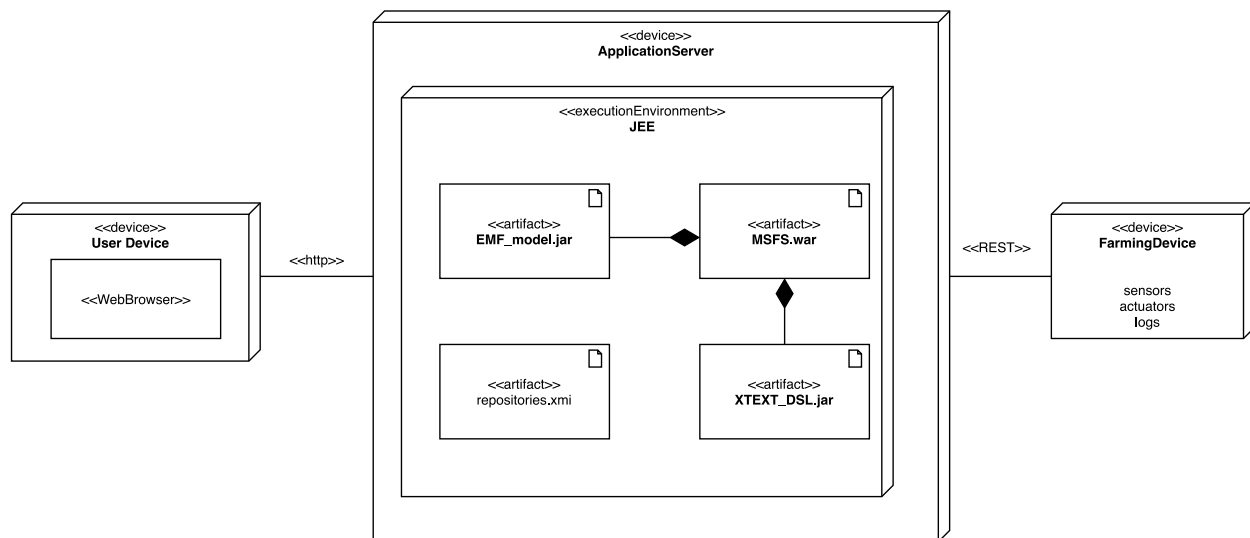 <<device>>
ApplicationServer
<<executionEnvironment>>
JEE
<<artifact>>
EMF_model.jar
<<artifact>>
MSFS.war
<<device>>
User Device
<<WebBrowser>>
<<http>>
<<REST>>
<<device>>
FarmingDevice
sensors
actuators
logs
<<artifact>>
repositories.xmi
<<artifact>>
XTEXT_DSL.jar